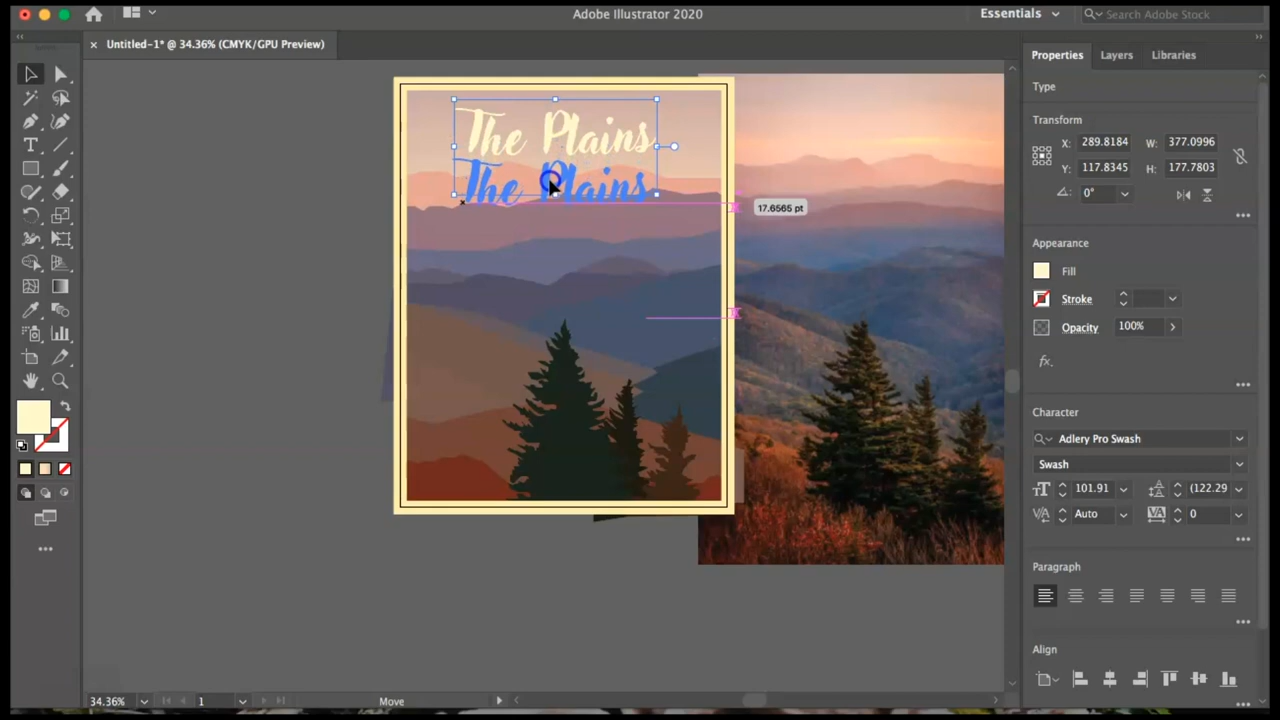 Adobe Illustrator 2020
Essentials
Search Adobe Stock
× Untitled-1* @ 34.36% (CMYK/GPU Preview)
Properties Layers Libraries
Type
Transform
X: 289.8184 W: 377.0996
Y: 117.8345 H: 177.7803
0°
Appearance
Fill
Stroke
Opacity 100%
fx.
Character
Adlery Pro Swash
Swash
101.91 (122.29
Auto 0
Paragraph
Align
The Plains
The Plains
17.6565 pt
34.36% 1 Move